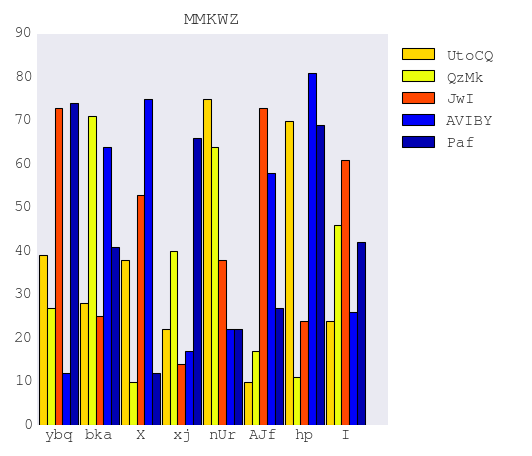 MMKWZ
90
80
70
60
50
40
30
20
10
0
ybq bka X xj nUr AJf hp I
UtoCQ
QzMk
JwI
AVIBY
Paf